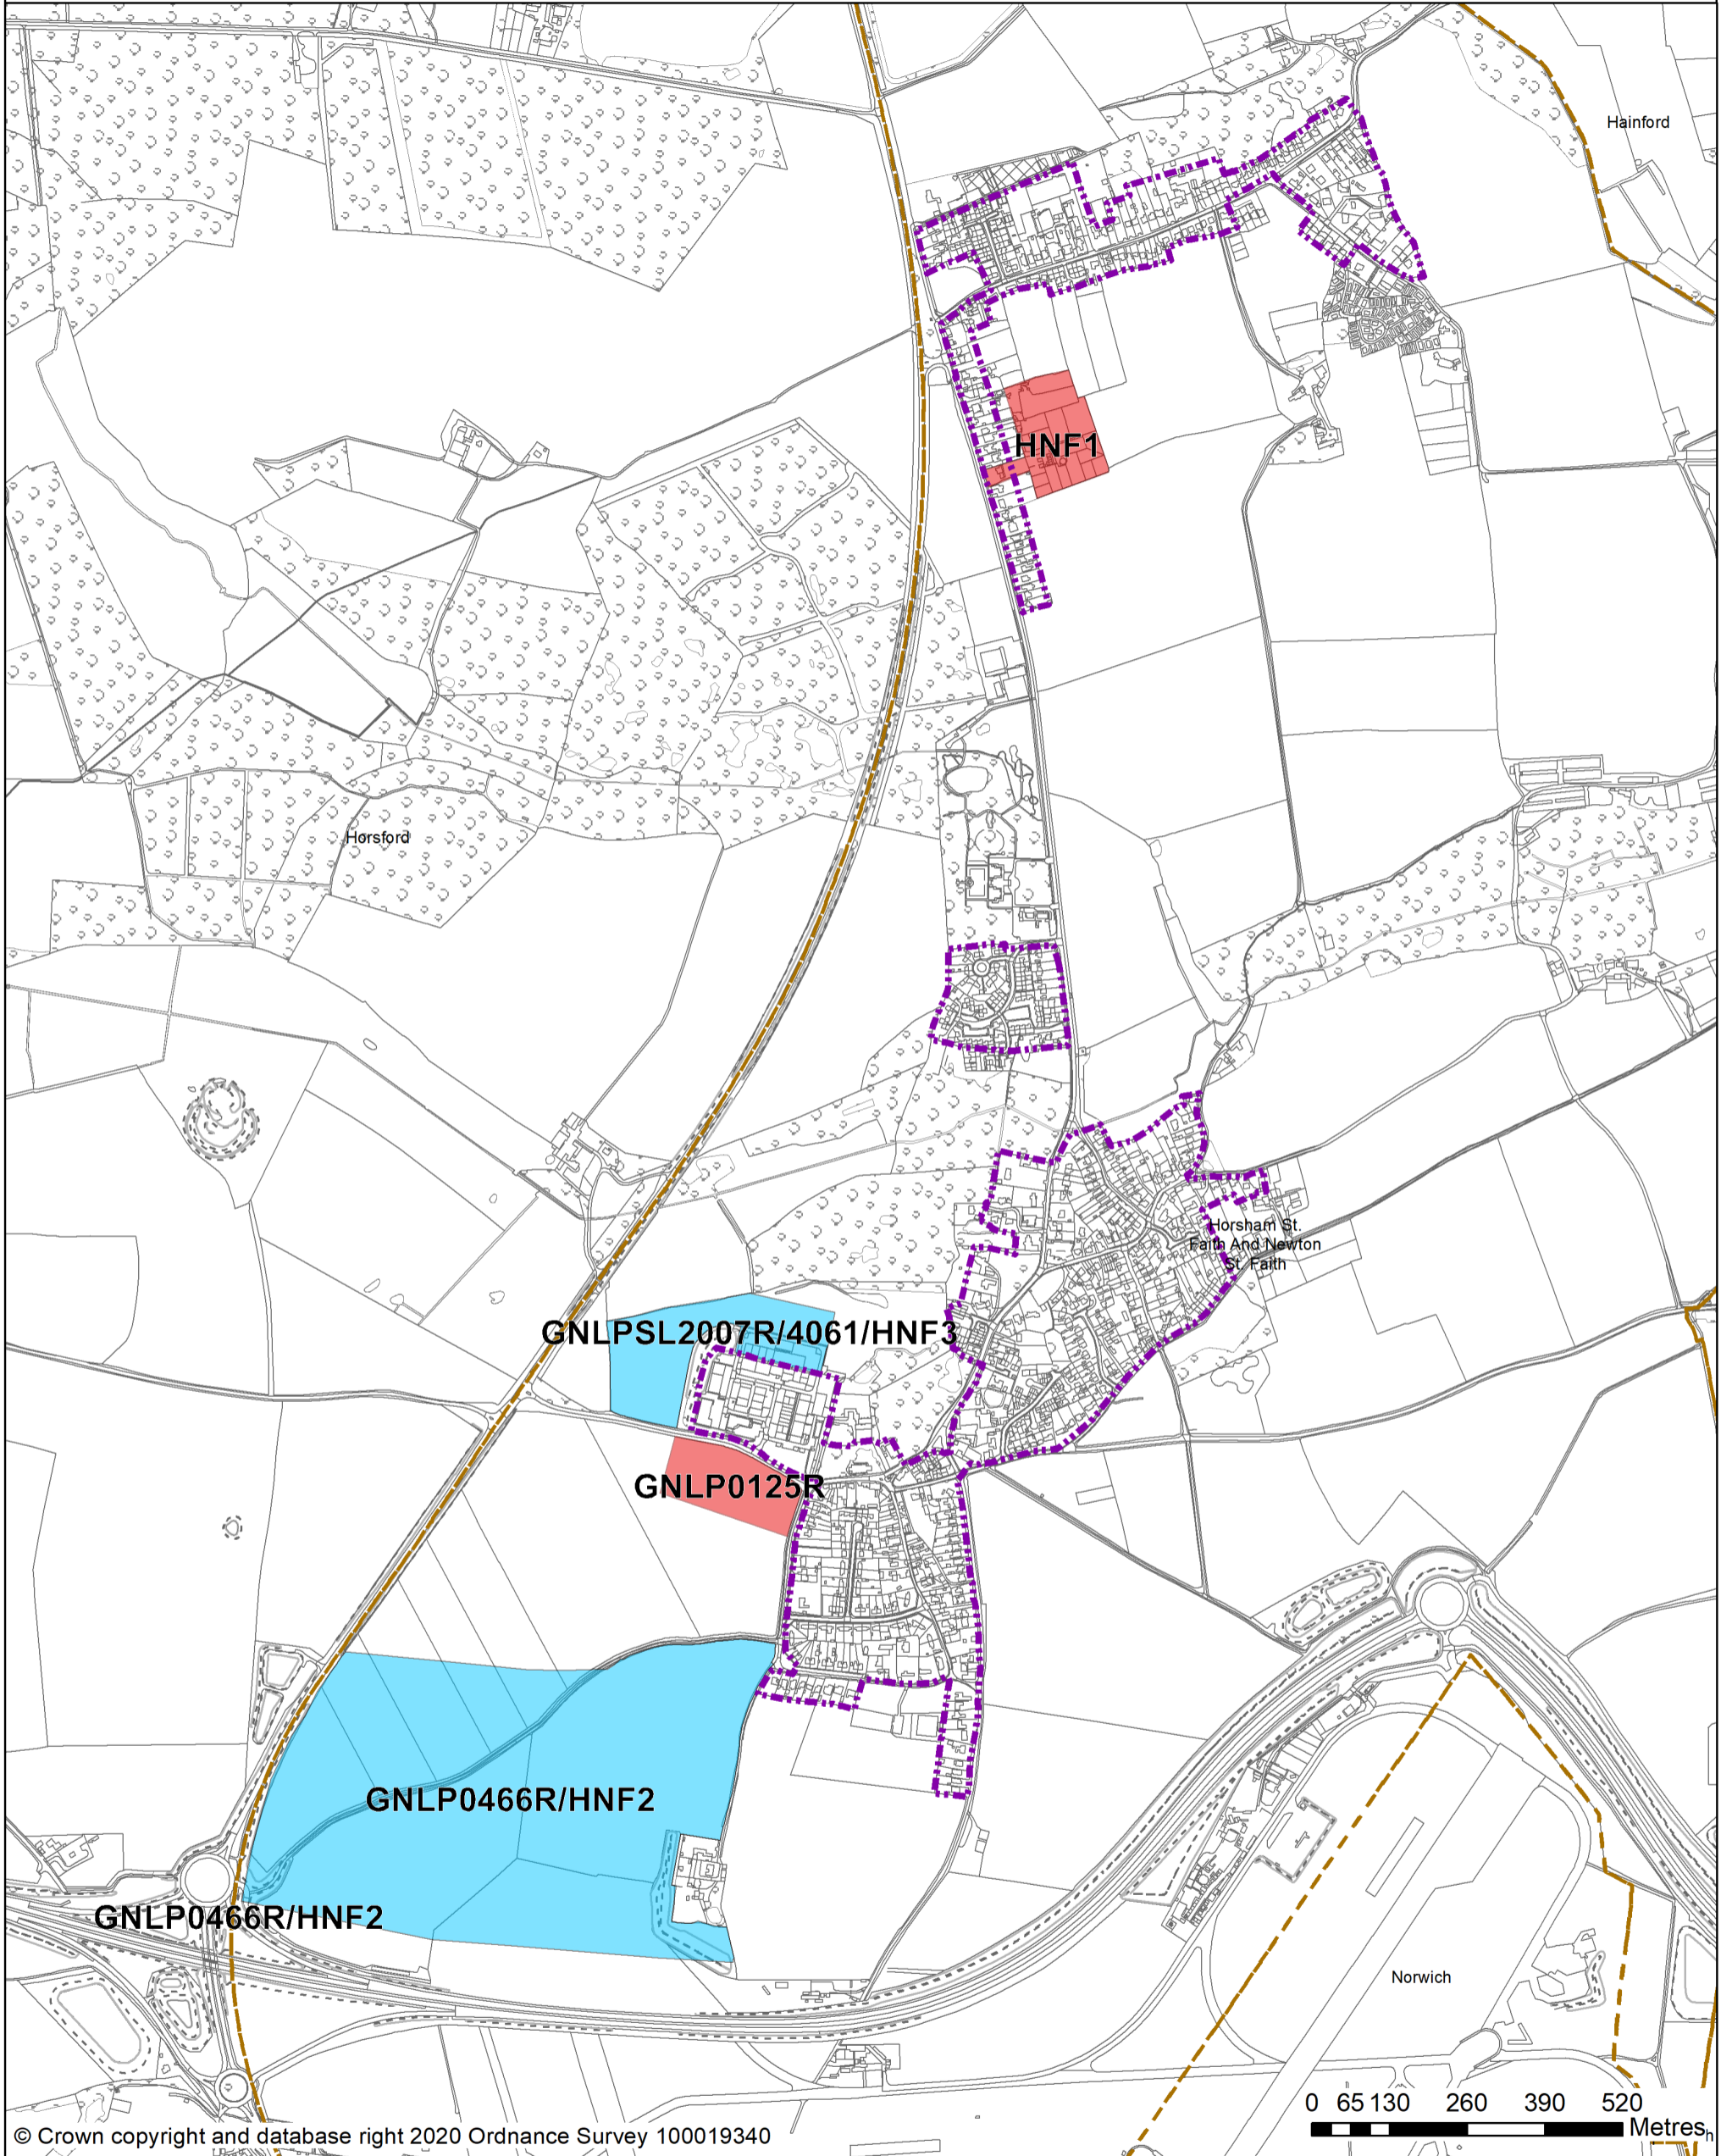 Hainford
HNF1
Horsford
Horsham St.
Faith And Newton
St. Faith
GNLPSL2007R/4061/HNF3
GNLP0125R
GNLP0466R/HNF2
GNLP0466R/HNF2
Norwich
0 65 130 260 390 520
Metres
© Crown copyright and database right 2020 Ordnance Survey 100019340